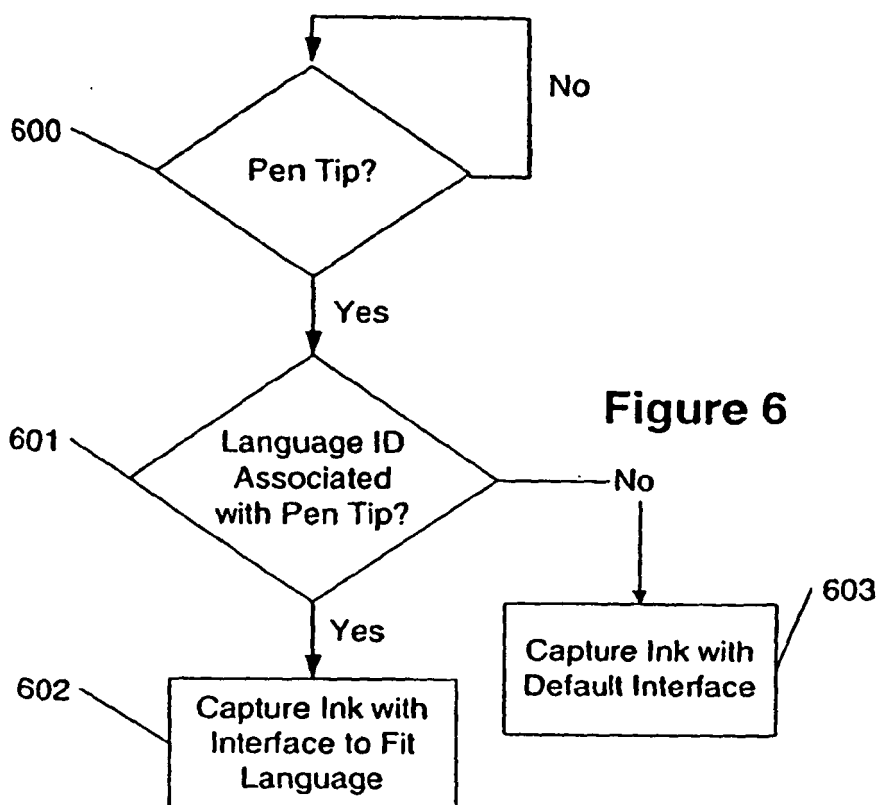 No
600
Pen Tip?
Yes
Figure 6
601
Language ID
Associated
with Pen Tip?
No
Yes
603
Capture Ink with
Default Interface
602
Capture Ink with
Interface to Fit
Language